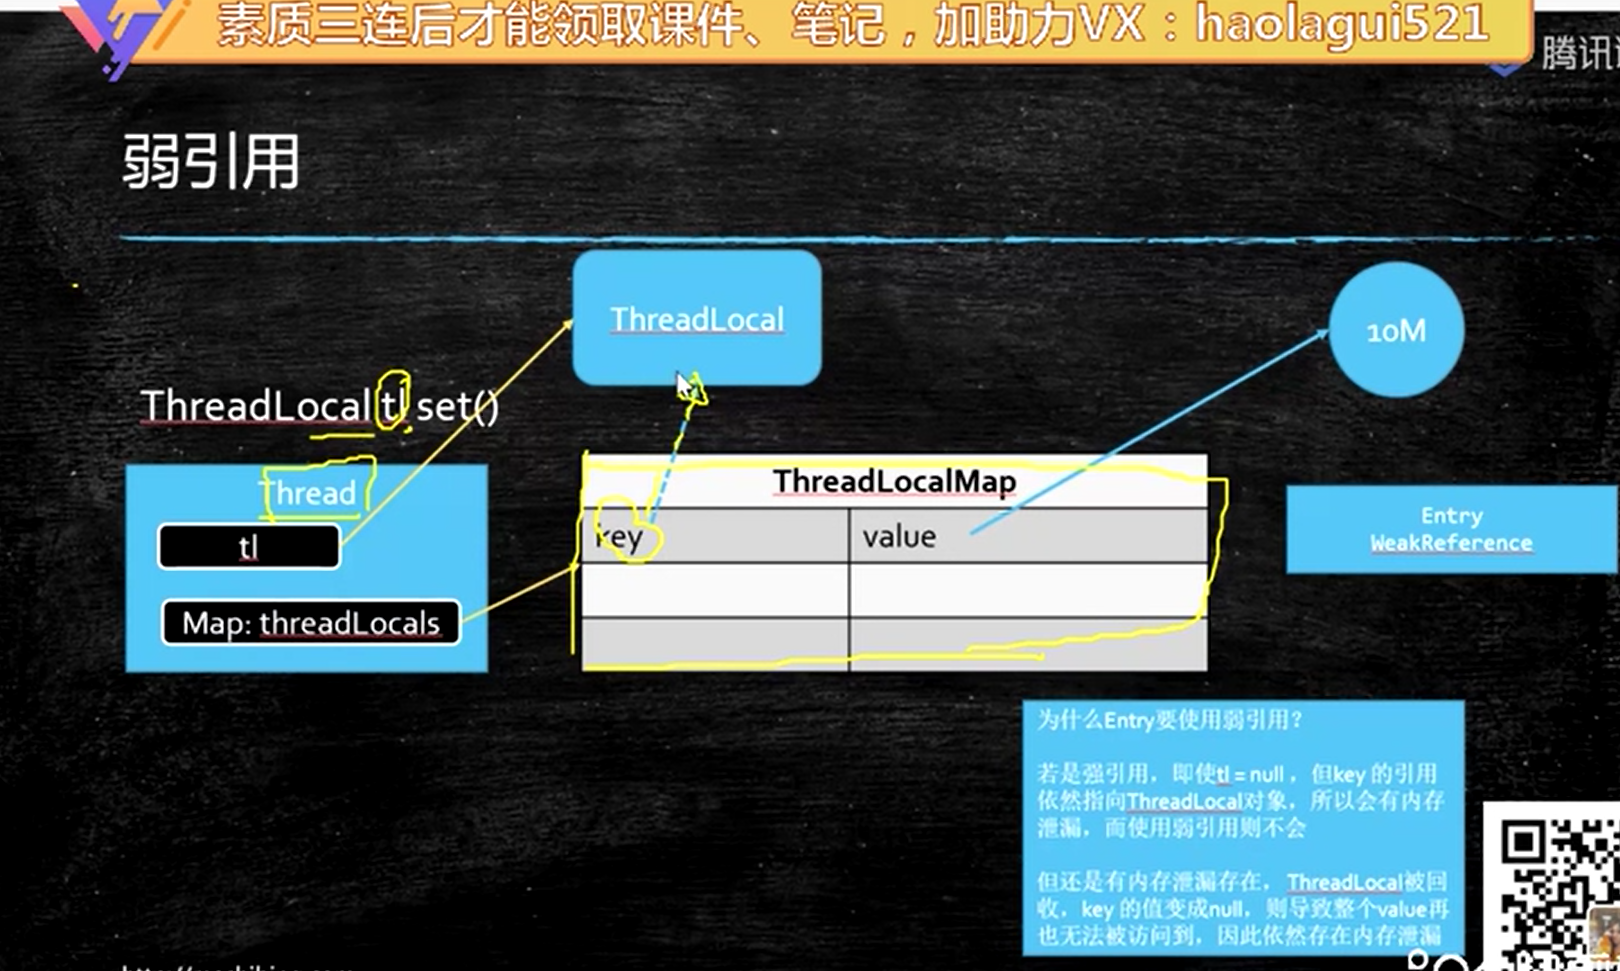 素质三连后才能领取课件、笔记，加助力VX：haolagui521
腾讯
弱引用
ThreadLocal
10M
ThreadLocal tl.set()
Thread
tl
Map: threadLocals
ThreadLocalMap
key value
Entry
WeakReference
为什么Entry要使用弱引用？
若是强引用，即使tl = null ，但key 的引用
依然指向ThreadLocal对象，所以会有内存
泄漏，而使用弱引用则不会
但还是有内存泄漏存在， ThreadLocal被回
收，key 的值变成null，则导致整个value再
也无法被访问到，因此依然存在内存泄漏